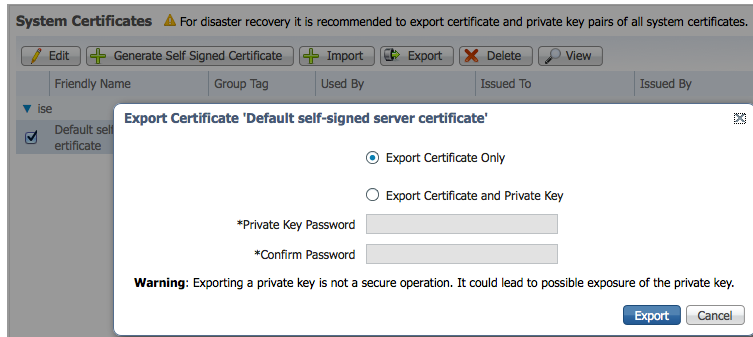 System Certificates For disaster recovery it is recommended to export certificate and private key pairs of all system certificates.
Edit Generate Self Signed Certificate Import Export Delete View
Friendly Name Group Tag Used By Issued To Issued By
ise
Default self
ertificate
Export Certificate 'Default self-signed server certificate'
Export Certificate Only
Export Certificate and Private Key
*Private Key Password
*Confirm Password
Warning: Exporting a private key is not a secure operation. It could lead to possible exposure of the private key.
Export Cancel